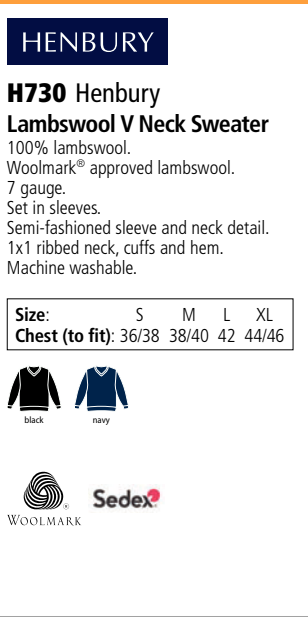 HENBURY
H730 Henbury
Lambswool V Neck Sweater
100% lambswool.
Woolmark® approved lambswool.
7 gauge.
Set in sleeves.
Semi-fashioned sleeve and neck detail.
1x1 ribbed neck, cuffs and hem.
Machine washable.
Size: S M L XL
Chest (to fit): 36/38 38/40 42 44/46
black navy
WOOLMARK
Sedex